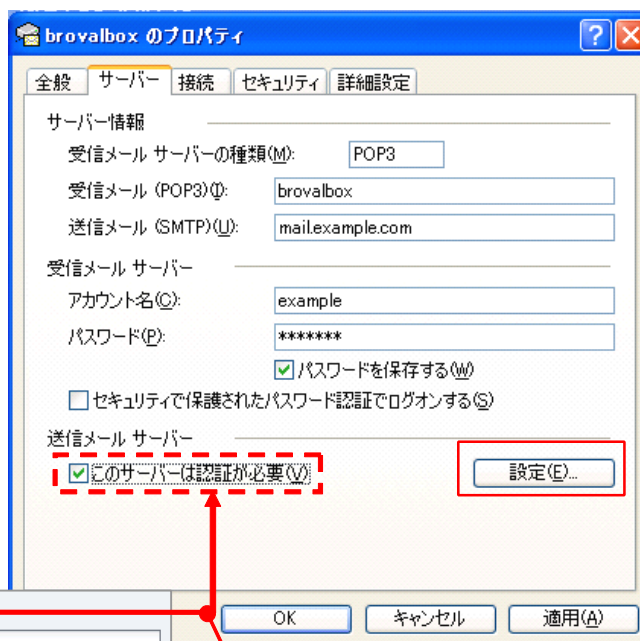 brovalbox のプロパティ
全般 サーバー 接続 セキュリティ 詳細設定
サーバー情報
受信メール サーバーの種類(M): POP3
受信メール (POP3)(I): brovalbox
送信メール (SMTP)(U): mail.example.com
受信メール サーバー
アカウント名(C): example
パスワード(P): *******
パスワードを保存する(W)
セキュリティで保護されたパスワード認証でログオンする(S)
送信メール サーバー
このサーバーは認証が必要(V) 設定(E)...
OK キャンセル 適用(A)